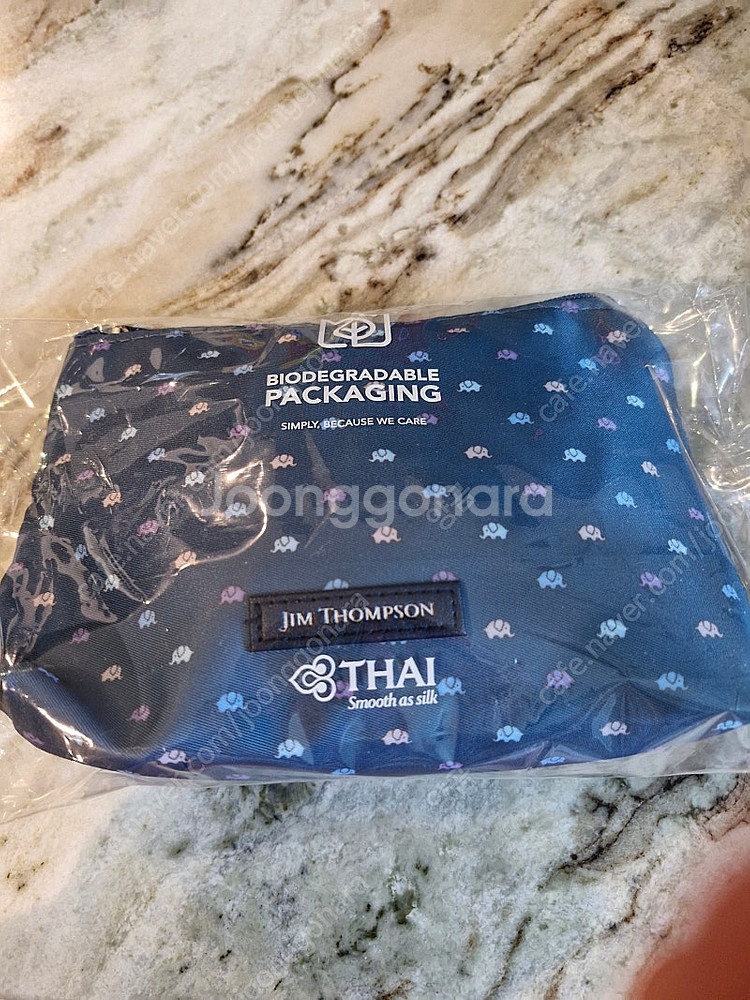 BIODEGRADABLE
PACKAGING
SIMPLY, BECAUSE WE CARE
Joonggonara
JIM THOMPSON
THAI
Smooth as silk